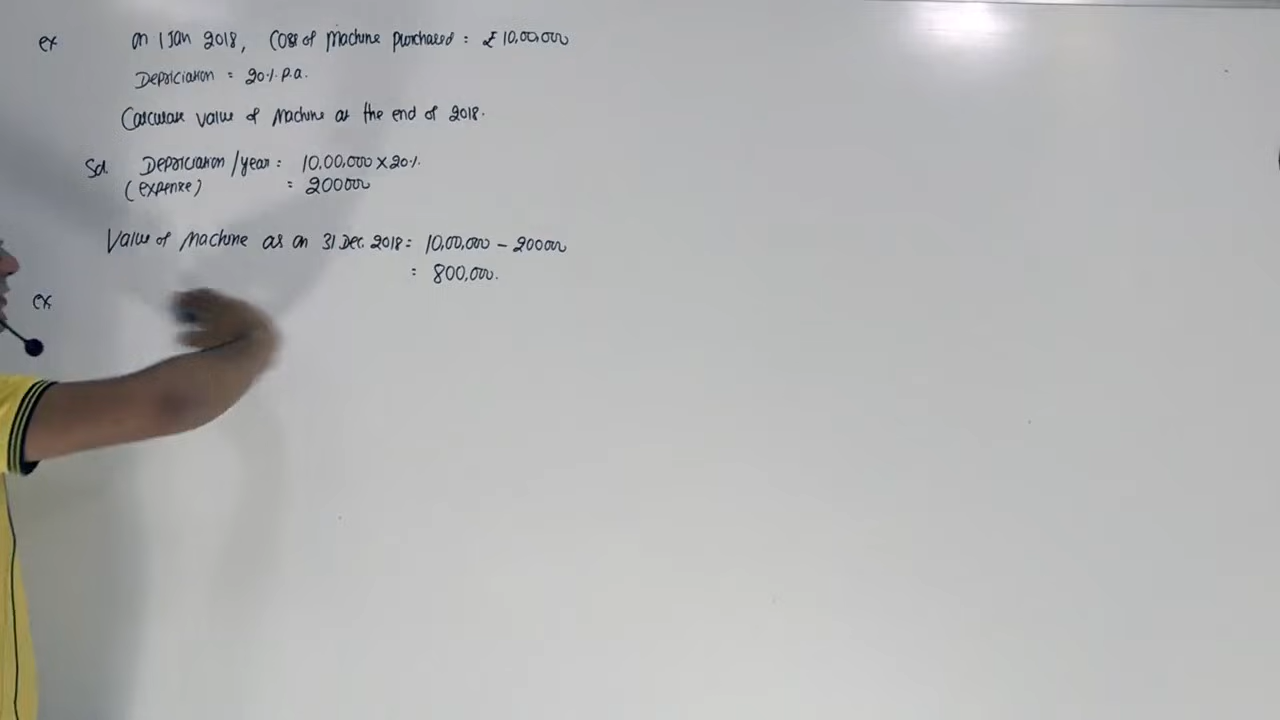 ex on 1 Jan 2018, Cost of Machine purchased = ₹ 10,00,000
Depriciation = 20% p.a.
Calculate value of Machine at the end of 2018.
Sol. Depriciation / year = 10,00,000 × 20%
(expense) = 200000
Value of Machine as on 31 Dec. 2018 = 10,00,000 - 200000
= 800,000.
ex